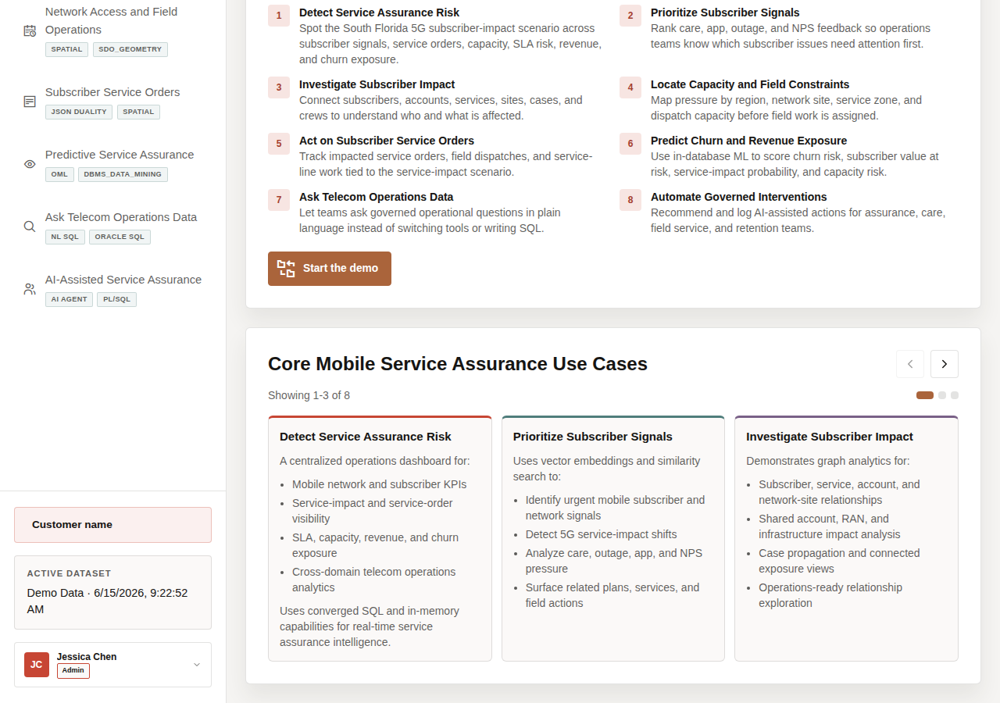 Network Access and Field
Operations
SPATIAL SDO_GEOMETRY
Subscriber Service Orders
JSON DUALITY SPATIAL
Predictive Service Assurance
OML DBMS_DATA_MINING
Ask Telecom Operations Data
NL SQL ORACLE SQL
AI-Assisted Service Assurance
AI AGENT PL/SQL
Customer name
ACTIVE DATASET
Demo Data · 6/15/2026, 9:22:52
AM
JC Jessica Chen
Admin
1 Detect Service Assurance Risk
Spot the South Florida 5G subscriber-impact scenario across
subscriber signals, service orders, capacity, SLA risk, revenue,
and churn exposure.
2 Prioritize Subscriber Signals
Rank care, app, outage, and NPS feedback so operations
teams know which subscriber issues need attention first.
3 Investigate Subscriber Impact
Connect subscribers, accounts, services, sites, cases, and
crews to understand who and what is affected.
4 Locate Capacity and Field Constraints
Map pressure by region, network site, service zone, and
dispatch capacity before field work is assigned.
5 Act on Subscriber Service Orders
Track impacted service orders, field dispatches, and service-
line work tied to the service-impact scenario.
6 Predict Churn and Revenue Exposure
Use in-database ML to score churn risk, subscriber value at
risk, service-impact probability, and capacity risk.
7 Ask Telecom Operations Data
Let teams ask governed operational questions in plain
language instead of switching tools or writing SQL.
8 Automate Governed Interventions
Recommend and log AI-assisted actions for assurance, care,
field service, and retention teams.
Start the demo
Core Mobile Service Assurance Use Cases
Showing 1-3 of 8
Detect Service Assurance Risk
A centralized operations dashboard for:
• Mobile network and subscriber KPIs
• Service-impact and service-order
visibility
• SLA, capacity, revenue, and churn
exposure
• Cross-domain telecom operations
analytics
Uses converged SQL and in-memory
capabilities for real-time service
assurance intelligence.
Prioritize Subscriber Signals
Uses vector embeddings and similarity
search to:
• Identify urgent mobile subscriber and
network signals
• Detect 5G service-impact shifts
• Analyze care, outage, app, and NPS
pressure
• Surface related plans, services, and
field actions
Investigate Subscriber Impact
Demonstrates graph analytics for:
• Subscriber, service, account, and
network-site relationships
• Shared account, RAN, and
infrastructure impact analysis
• Case propagation and connected
exposure views
• Operations-ready relationship
exploration